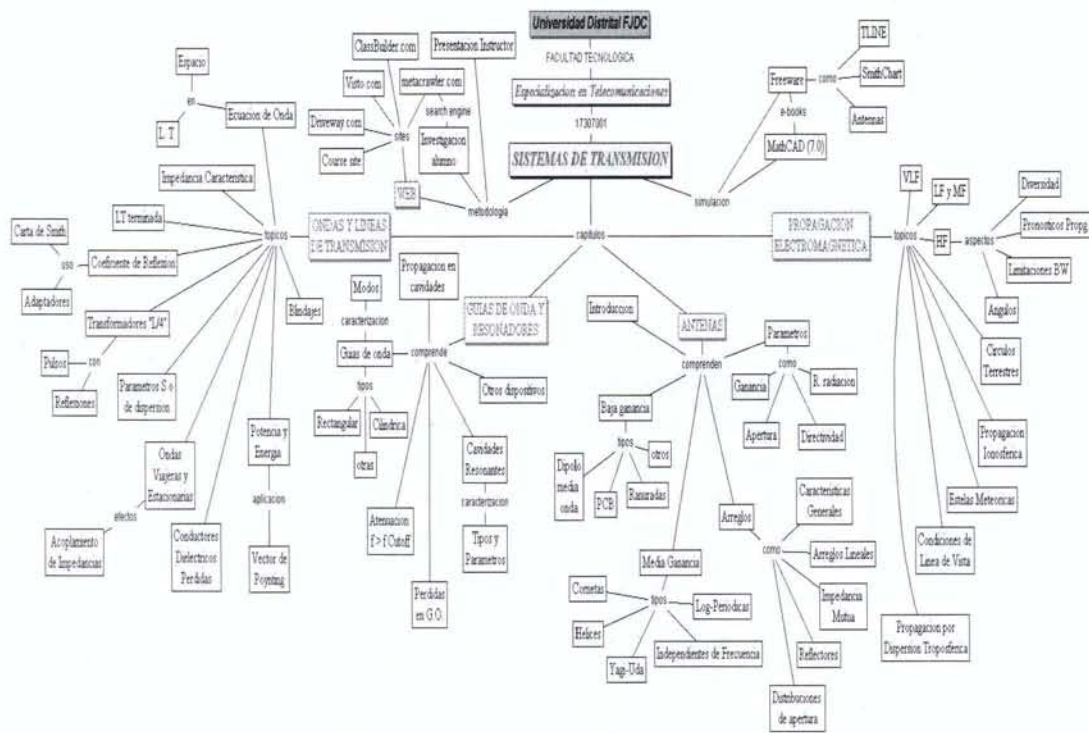 Universidad Distrital FJDC
FACULTAD TECNOLOGICA
Especializacion en Telecomunicaciones
17307001
SISTEMAS DE TRANSMISION
ClassBuilder.com
Presentacion Instructor
Visto.com
metacrawler.com
search engine
Driveway.com
sites
Investigacion
alumno
Course site
WEB
metodologia
TLINE
Freeware
como
SmithChart
e-books
Antennas
MathCAD (7.0)
simulacion
Espacio
en
L. T
Ecuacion de Onda
Impedancia Caracteristica
LT terminada
Carta de Smith
uso
Coeficiente de Reflexion
Adaptadores
topicos
ONDAS Y LINEAS
DE TRANSMISION
capitulos
PROPAGACION
ELECTROMAGNETICA
topicos
VLF
LF y MF
HF
aspectos
Diversidad
Pronosticos Propg.
Limitaciones BW
Angulos
Circulos
Terrestres
Propagacion
Ionosferica
Estelas Meteoricas
Condiciones de
Linea de Vista
Propagacion por
Dispersion Troposferica
Blindajes
Transformadores "L/4"
Pulsos
con
Reflexiones
Parametros S o
de dispersion
Ondas
Viajeras y
Estacionarias
efectos
Acoplamiento
de Impedancias
Conductores
Dielectricos
Perdidas
Potencia y
Energia
aplicacion
Vector de
Poynting
Propagacion en
cavidades
Modos
caracterizacion
Guias de onda
comprende
GUIAS DE ONDA Y
RESONADORES
tipos
Rectangular
Cilindrica
otras
Otros dispositivos
Cavidades
Resonantes
caracterizacion
Tipos y
Parametros
Atenuacion
f > f Cutoff
Perdidas
en G.O.
Introduccion
ANTENAS
comprenden
Parametros
como
Ganancia
R. radiacion
Apertura
Directividad
Baja ganancia
tipos
Dipolo
media
onda
PCB
Ranuradas
otros
Arreglos
como
Caracteristicas
Generales
Arreglos Lineales
Impedancia
Mutua
Reflectores
Distribuciones
de apertura
Media Ganancia
tipos
Cornetas
Helices
Yagi-Uda
Log-Periodicas
Independientes de Frecuencia